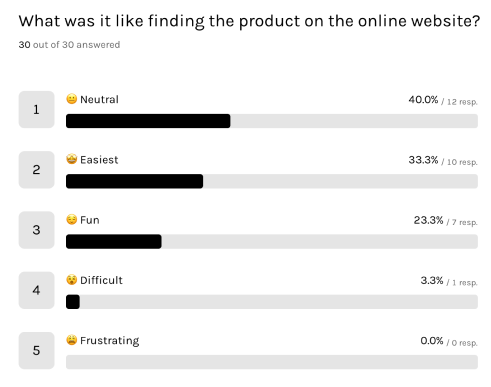 What was it like finding the product on the online website?
30 out of 30 answered
1 😐 Neutral 40.0% / 12 resp.
2 🤩 Easiest 33.3% / 10 resp.
3 😊 Fun 23.3% / 7 resp.
4 😵 Difficult 3.3% / 1 resp.
5 😩 Frustrating 0.0% / 0 resp.